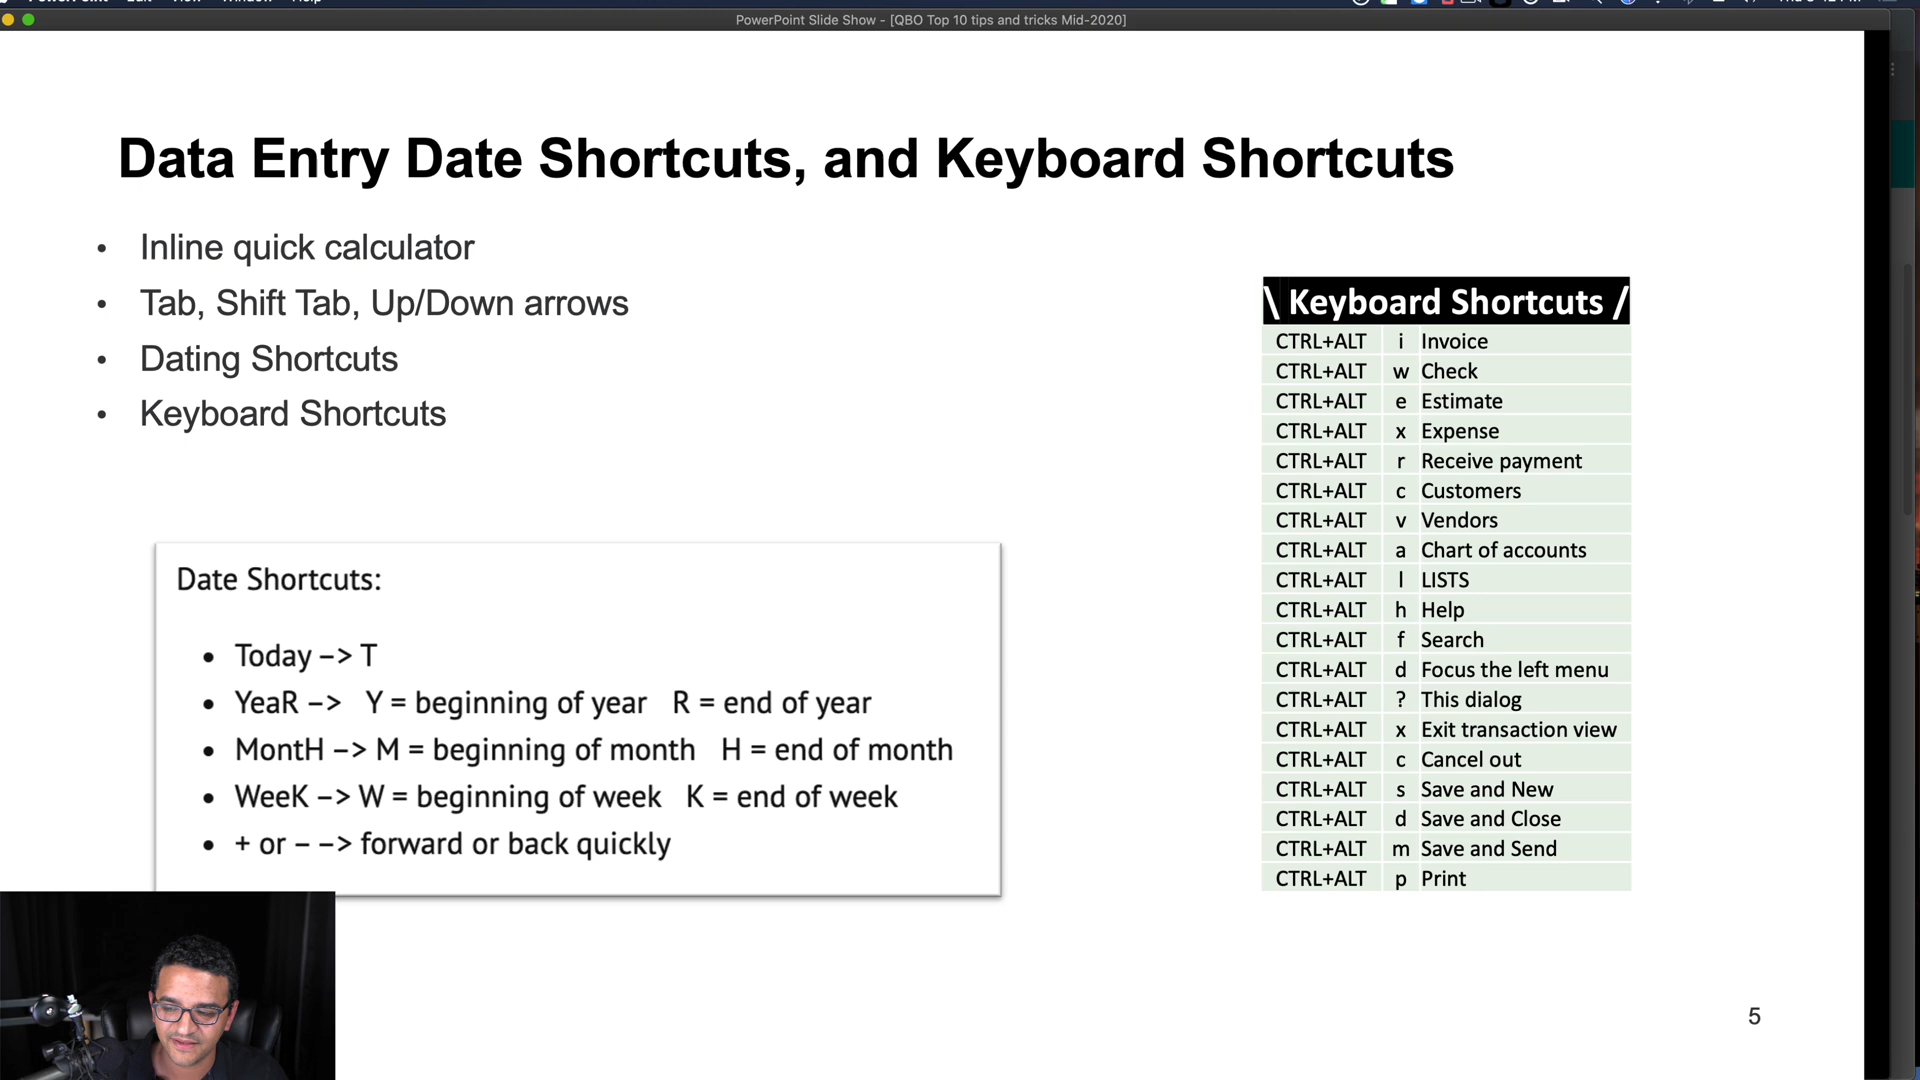 PowerPoint Slide Show - [QBO Top 10 tips and tricks Mid-2020]
Data Entry Date Shortcuts, and Keyboard Shortcuts
• Inline quick calculator
• Tab, Shift Tab, Up/Down arrows
• Dating Shortcuts
• Keyboard Shortcuts
Date Shortcuts:
• Today –> T
• YeaR –> Y = beginning of year R = end of year
• MontH –> M = beginning of month H = end of month
• WeeK –> W = beginning of week K = end of week
• + or – –> forward or back quickly
\ Keyboard Shortcuts /
CTRL+ALT i Invoice
CTRL+ALT w Check
CTRL+ALT e Estimate
CTRL+ALT x Expense
CTRL+ALT r Receive payment
CTRL+ALT c Customers
CTRL+ALT v Vendors
CTRL+ALT a Chart of accounts
CTRL+ALT l LISTS
CTRL+ALT h Help
CTRL+ALT f Search
CTRL+ALT d Focus the left menu
CTRL+ALT ? This dialog
CTRL+ALT x Exit transaction view
CTRL+ALT c Cancel out
CTRL+ALT s Save and New
CTRL+ALT d Save and Close
CTRL+ALT m Save and Send
CTRL+ALT p Print
5